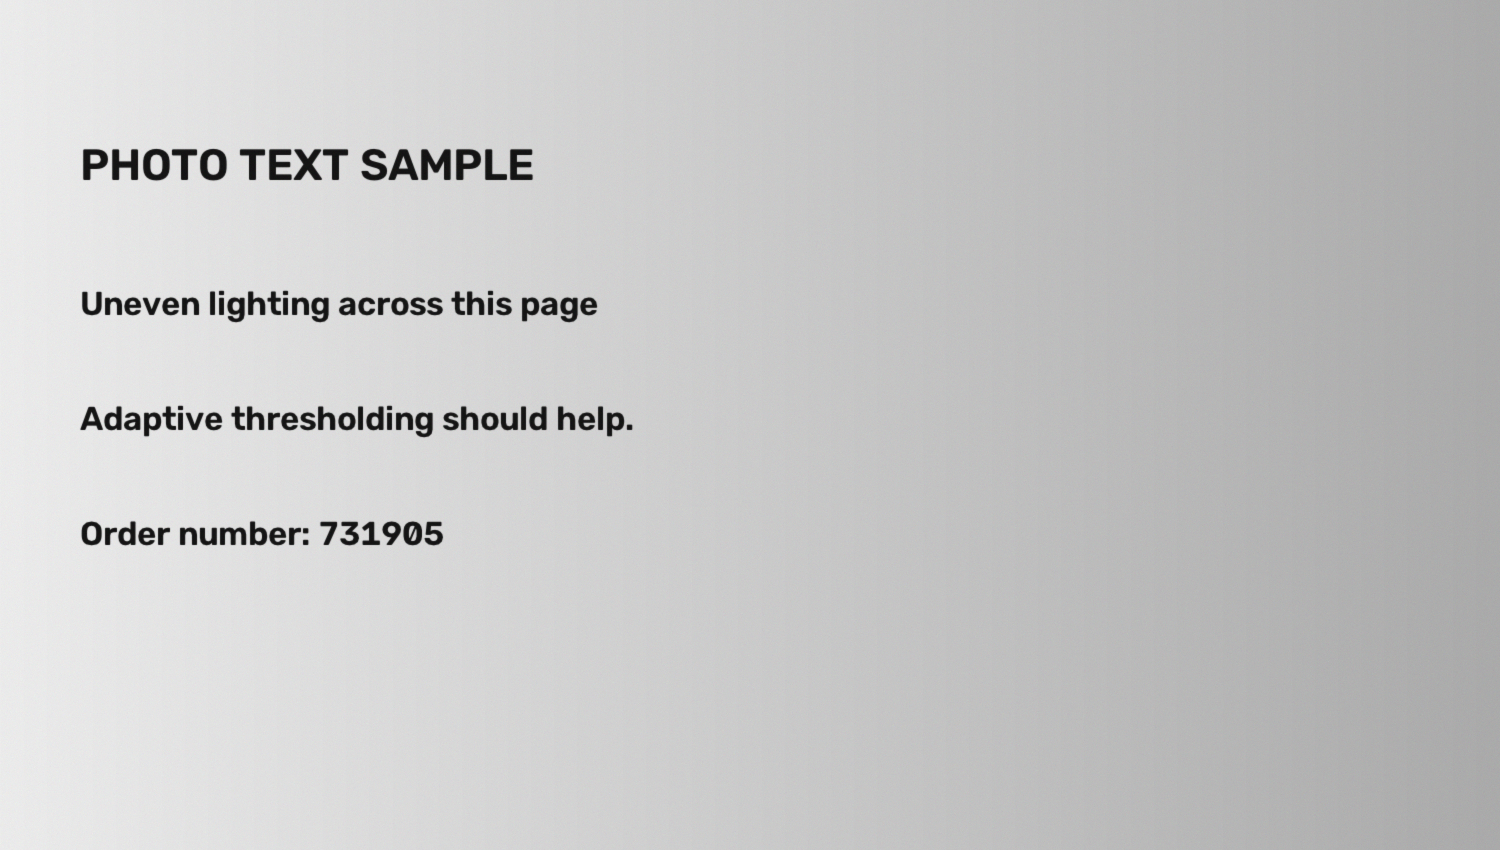 PHOTO TEXT SAMPLE
Uneven lighting across this page
Adaptive thresholding should help.
Order number: 731905